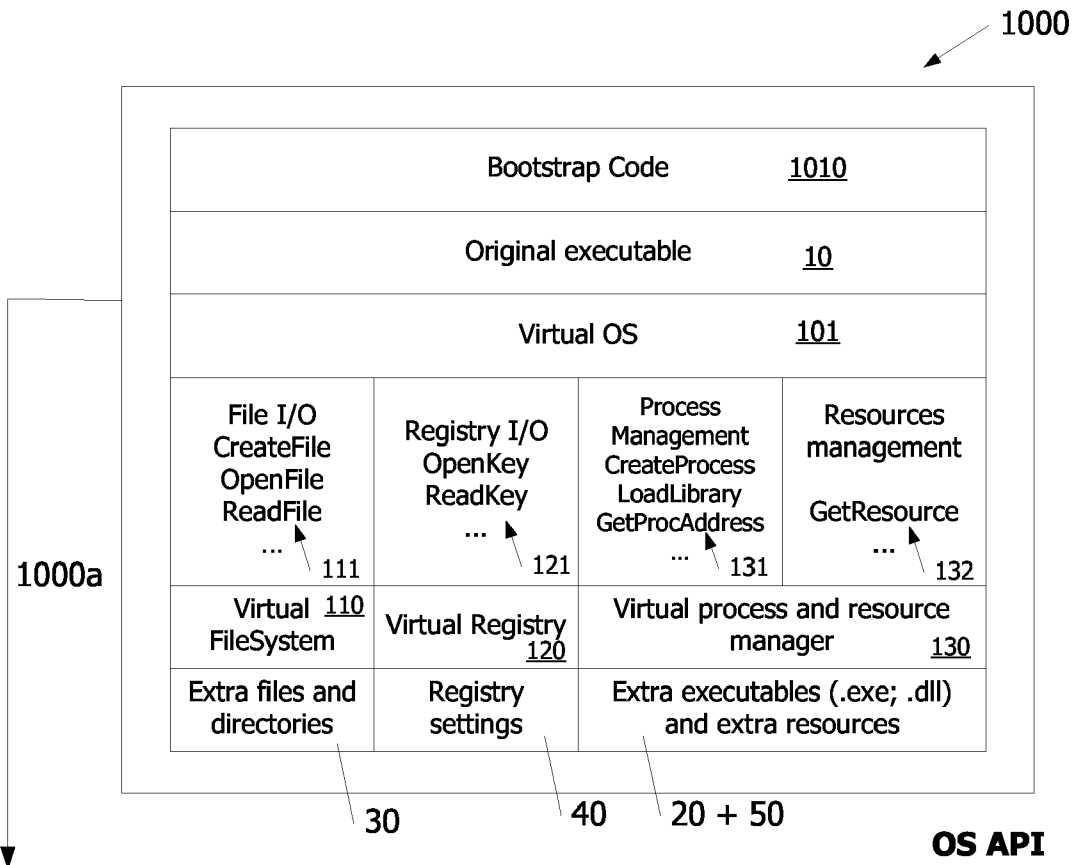 1000
Bootstrap Code 1010
Original executable 10
Virtual OS 101
File I/O
CreateFile
OpenFile
ReadFile
...
111
Registry I/O
OpenKey
ReadKey
...
121
Process
Management
CreateProcess
LoadLibrary
GetProcAddress
...
131
Resources
management
GetResource
...
132
1000a
Virtual 110
FileSystem
Virtual Registry
120
Virtual process and resource
manager 130
Extra files and
directories
Registry
settings
Extra executables (.exe; .dll)
and extra resources
30
40
20 + 50
OS API